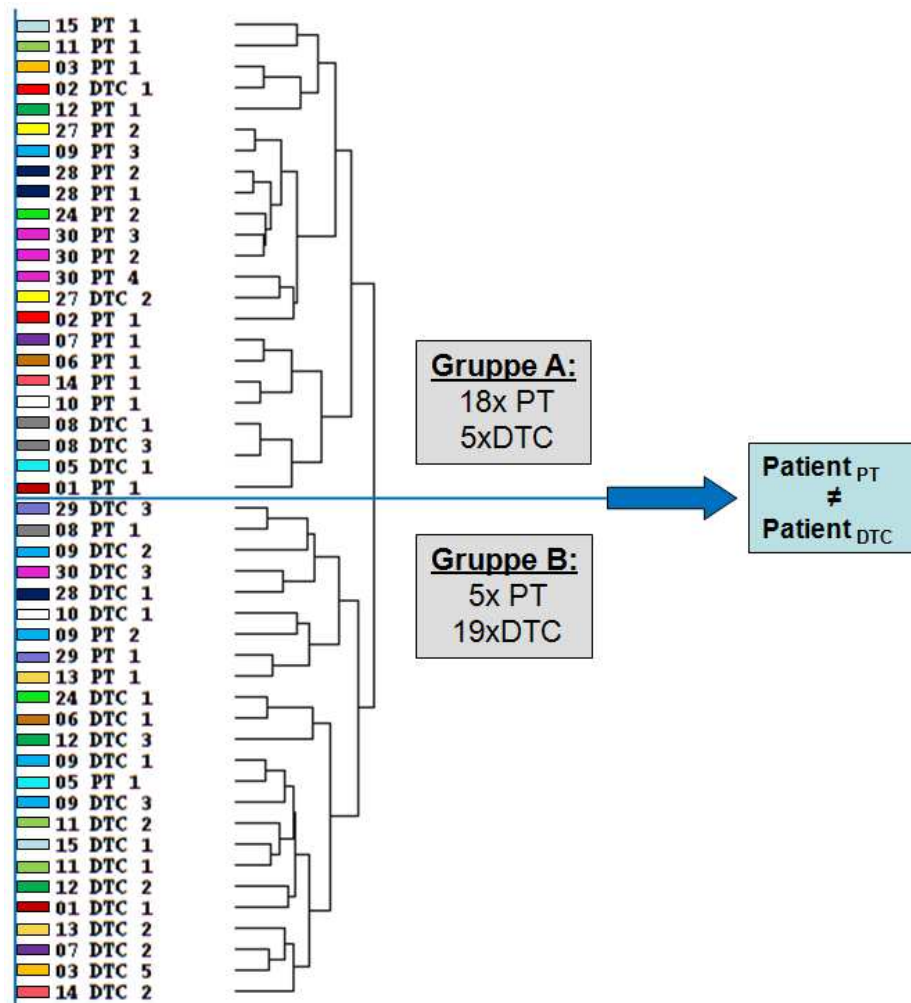 15 PT 1
11 PT 1
03 PT 1
02 DTC 1
12 PT 1
27 PT 2
09 PT 3
28 PT 2
28 PT 1
24 PT 2
30 PT 3
30 PT 2
30 PT 4
27 DTC 2
02 PT 1
07 PT 1
06 PT 1
14 PT 1
10 PT 1
08 DTC 1
08 DTC 3
05 DTC 1
01 PT 1
29 DTC 3
08 PT 1
09 DTC 2
30 DTC 3
28 DTC 1
10 DTC 1
09 PT 2
29 PT 1
13 PT 1
24 DTC 1
06 DTC 1
12 DTC 3
09 DTC 1
05 PT 1
09 DTC 3
11 DTC 2
15 DTC 1
11 DTC 1
12 DTC 2
01 DTC 1
13 DTC 2
07 DTC 2
03 DTC 5
14 DTC 2
Gruppe A:
18x PT
5xDTC
Gruppe B:
5x PT
19xDTC
Patient PT
≠
Patient DTC